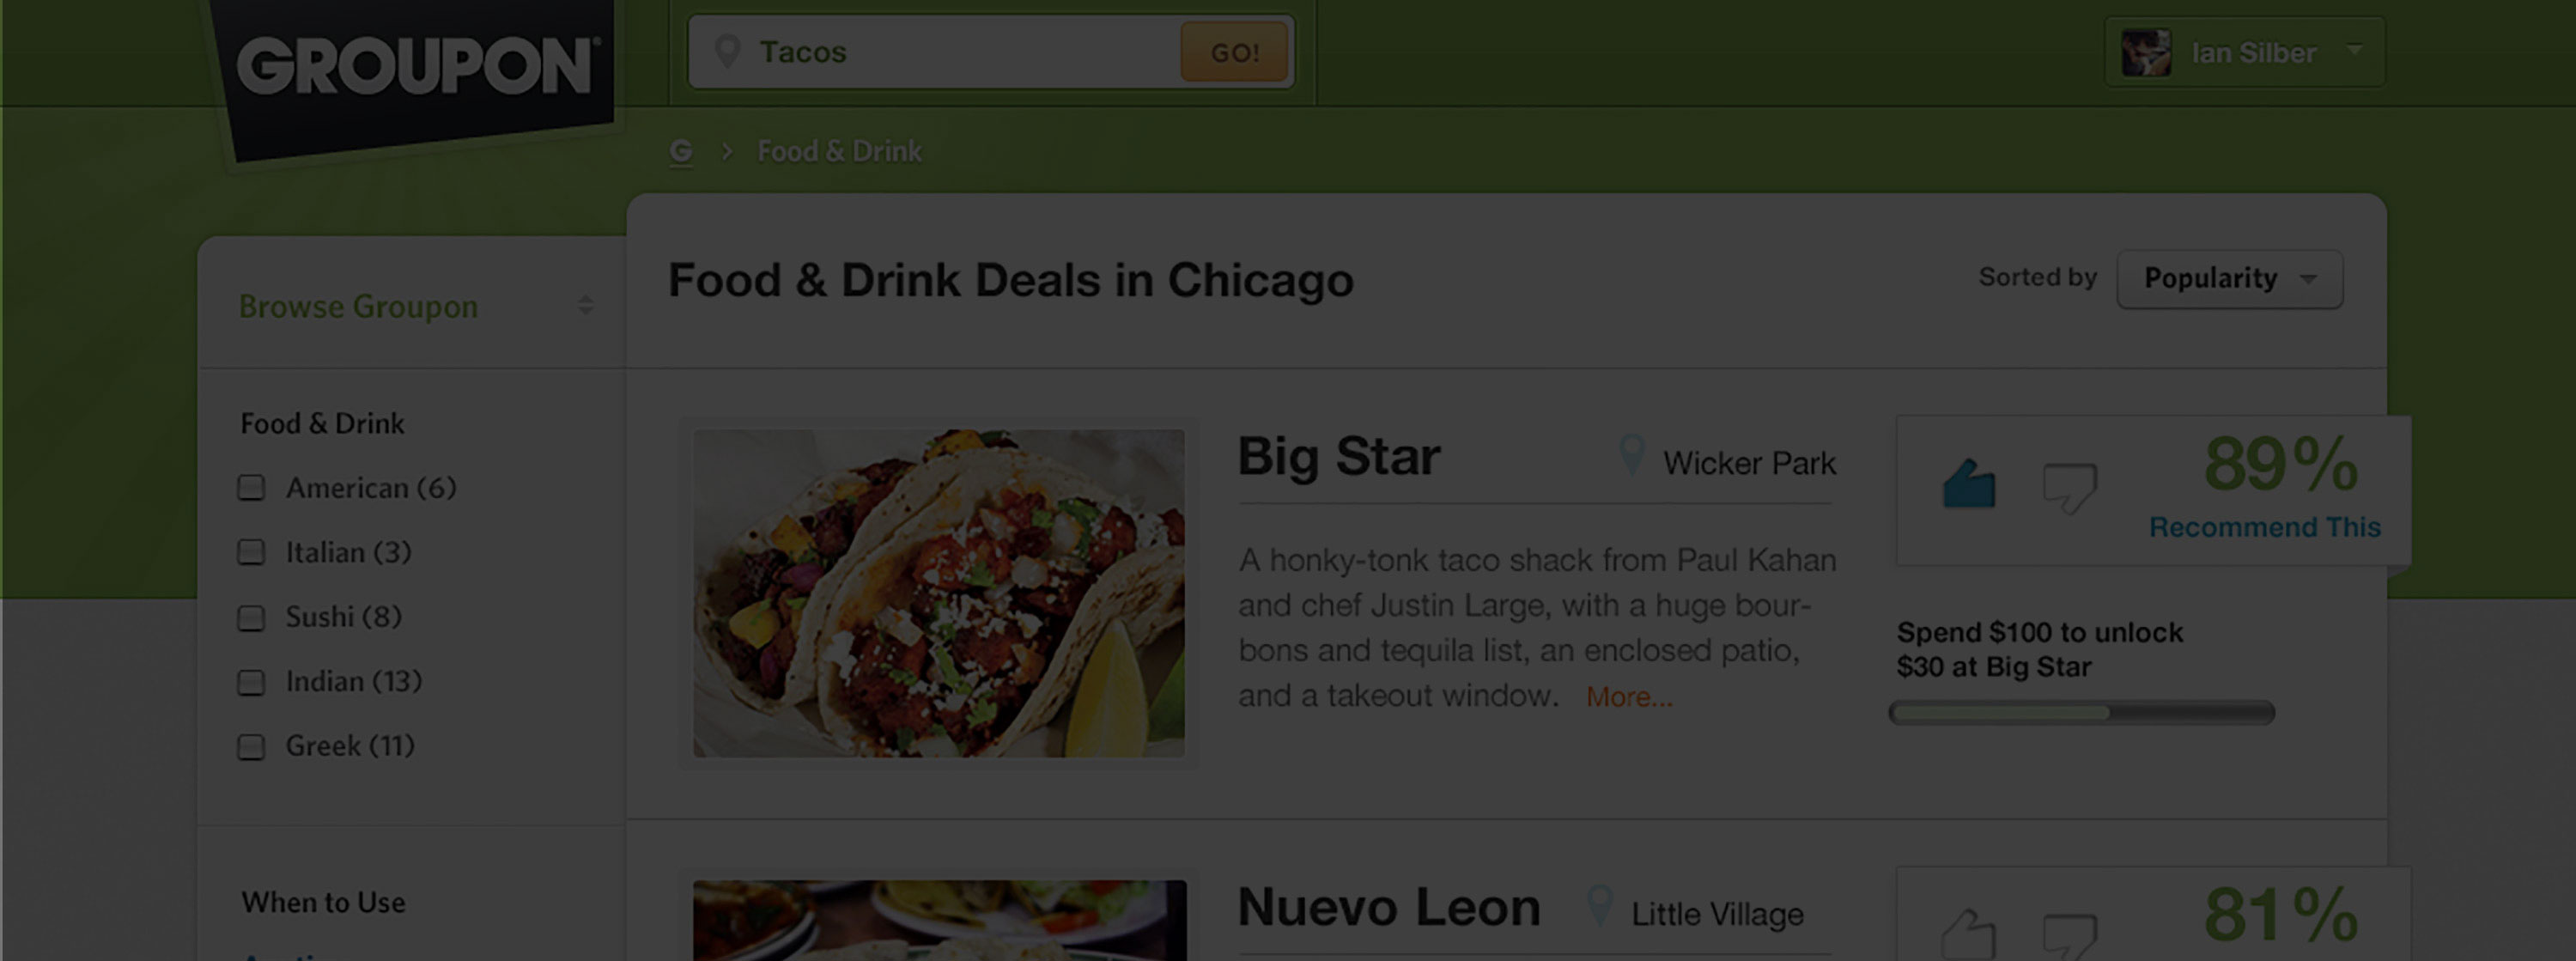 GROUPON®
Tacos
GO!
Ian Silber
G > Food & Drink
Browse Groupon
Food & Drink
American (6)
Italian (3)
Sushi (8)
Indian (13)
Greek (11)
When to Use
Food & Drink Deals in Chicago
Sorted by Popularity
Big Star
Wicker Park
A honky-tonk taco shack from Paul Kahan
and chef Justin Large, with a huge bour-
bons and tequila list, an enclosed patio,
and a takeout window. More...
89%
Recommend This
Spend $100 to unlock
$30 at Big Star
Nuevo Leon
Little Village
81%